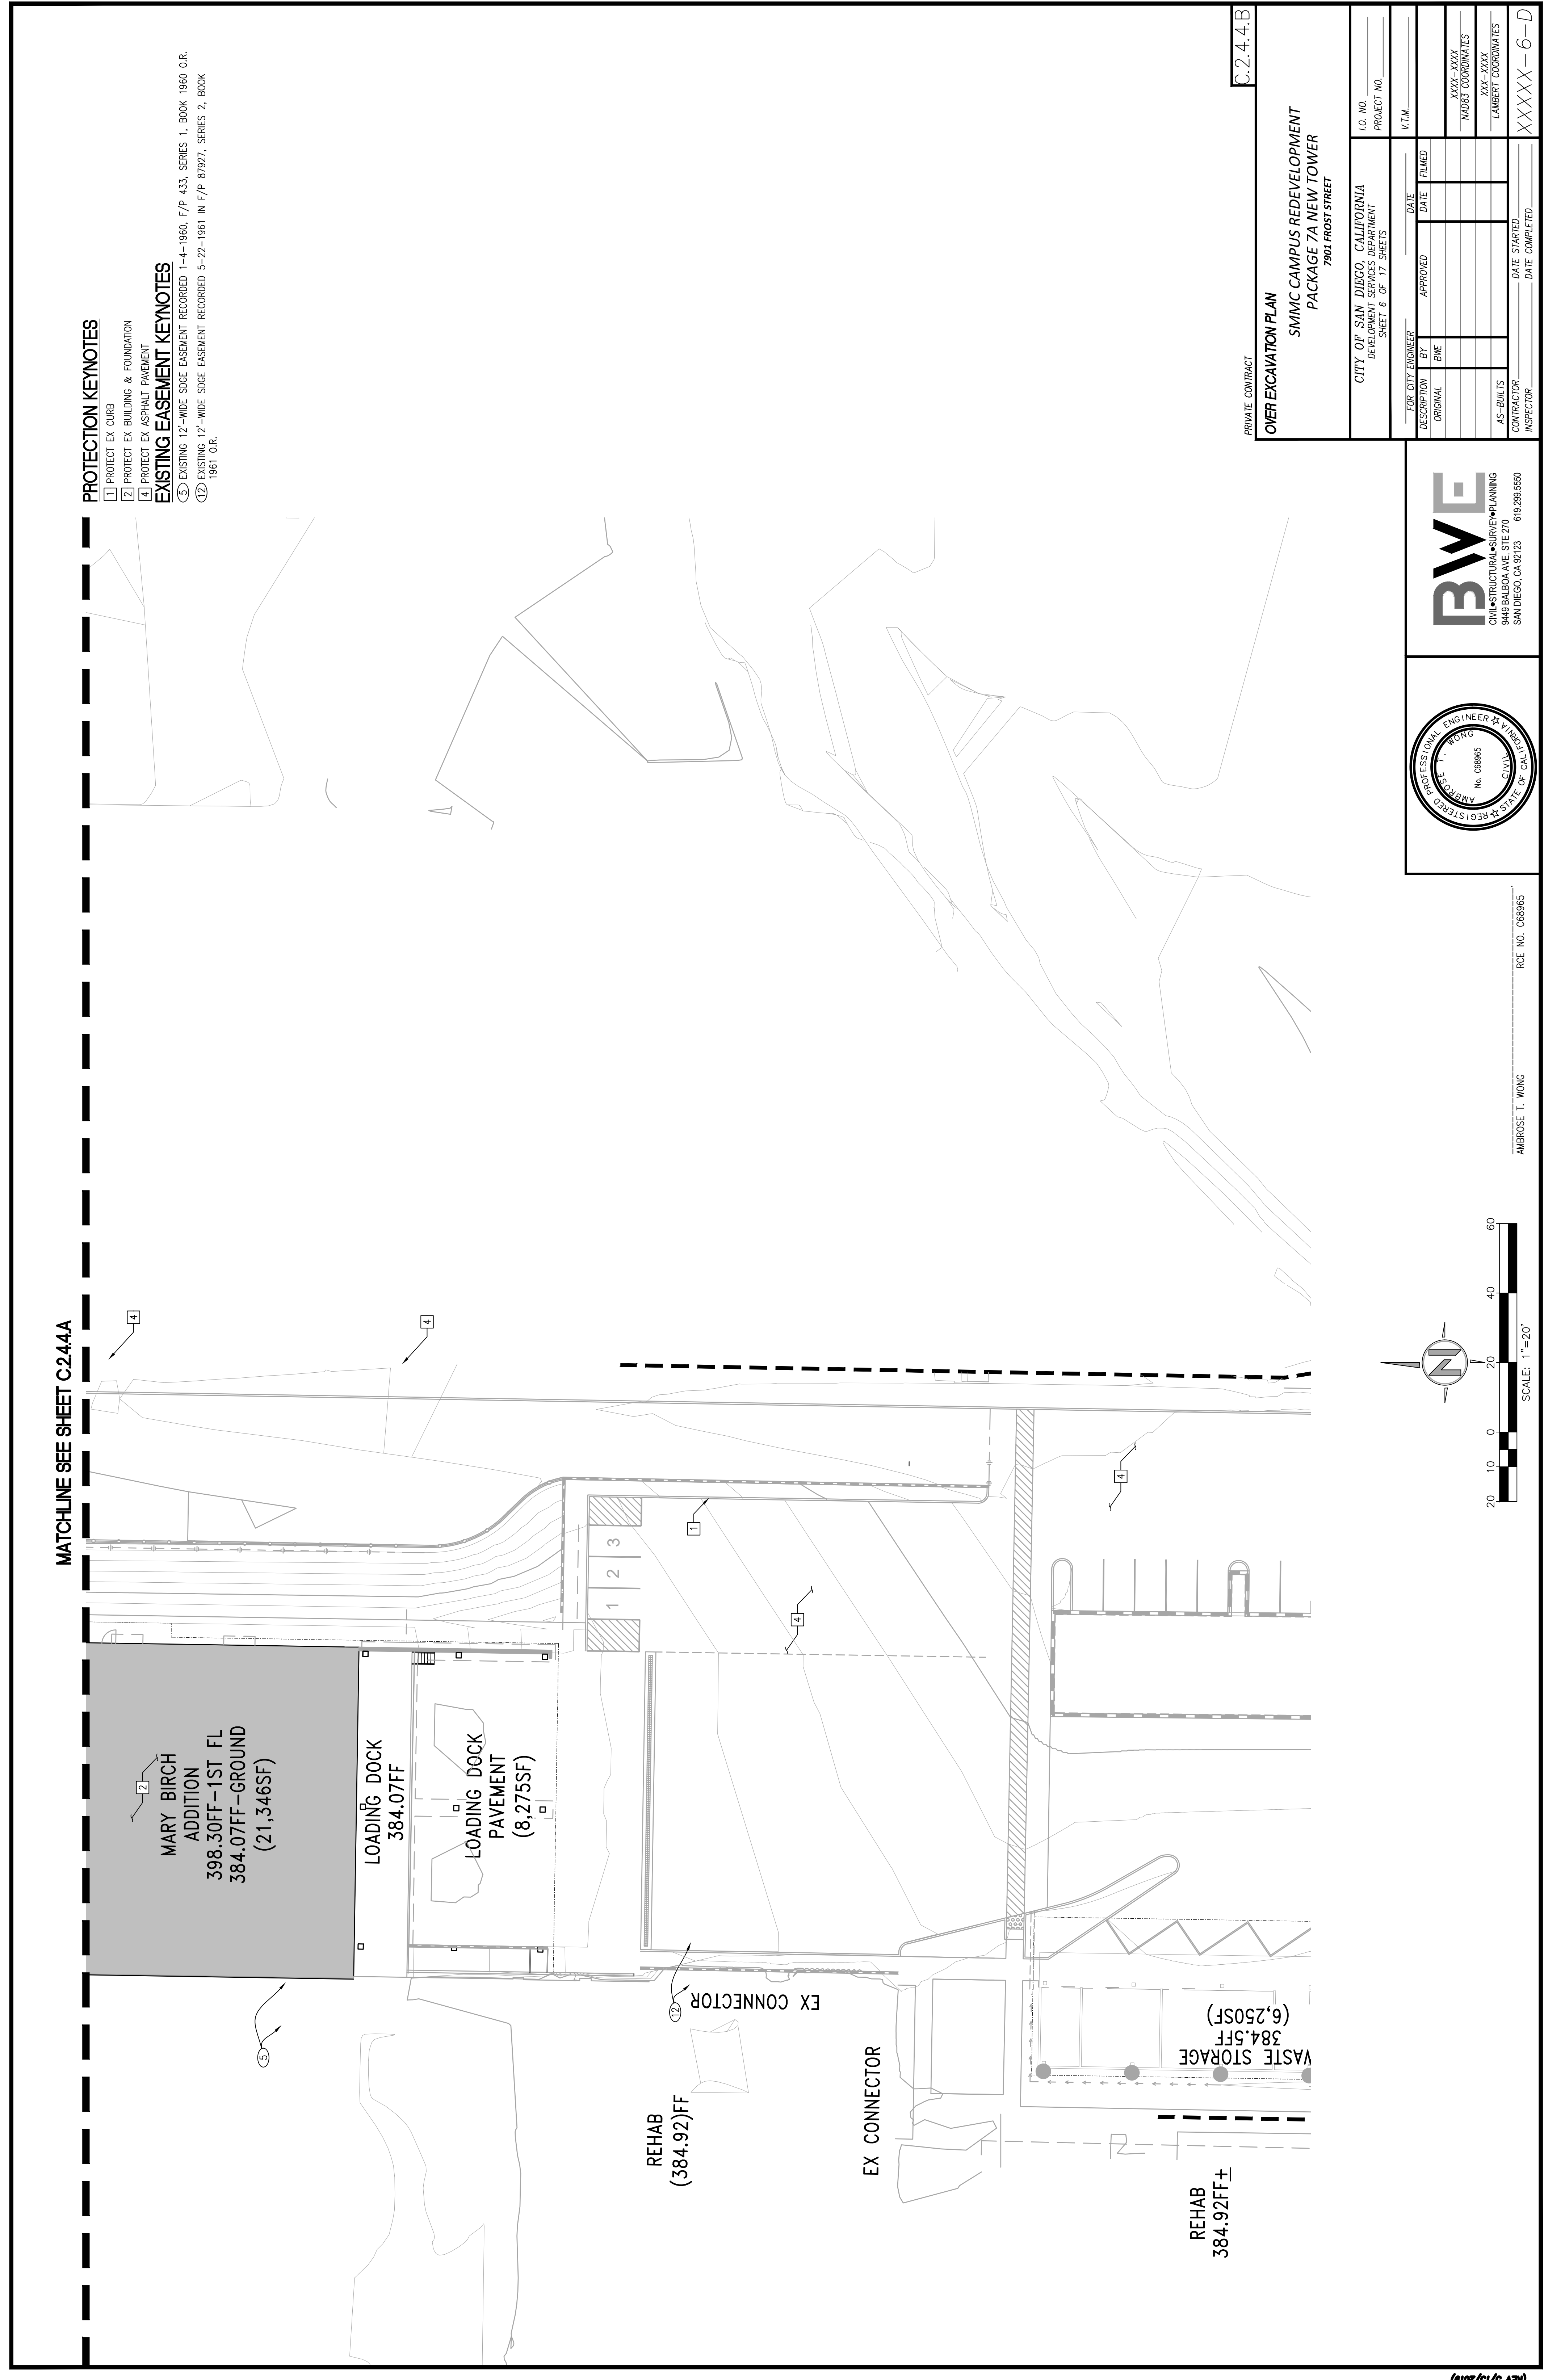 MATCHLINE SEE SHEET C.2.4.4.A
PROTECTION KEYNOTES
1 PROTECT EX CURB
2 PROTECT EX BUILDING & FOUNDATION
4 PROTECT EX ASPHALT PAVEMENT
EXISTING EASEMENT KEYNOTES
5 EXISTING 12'-WIDE SDGE EASEMENT RECORDED 1-4-1960, F/P 433, SERIES 1, BOOK 1960 O.R.
12 EXISTING 12'-WIDE SDGE EASEMENT RECORDED 5-22-1961 IN F/P 87927, SERIES 2, BOOK
1961 O.R.
4
4
2
MARY BIRCH
ADDITION
398.30FF-1ST FL
384.07FF-GROUND
(21,346SF)
5
LOADING DOCK
384.07FF
LOADING DOCK
PAVEMENT
(8,275SF)
1 2 3
1
4
4
12
EX CONNECTOR
REHAB
(384.92)FF
EX CONNECTOR
WASTE STORAGE
384.5FF
(6,250SF)
REHAB
384.92FF±
N
20 10 0 20 40 60
SCALE: 1"=20'
AMBROSE T. WONG RCE NO. C68965
REGISTERED PROFESSIONAL ENGINEER
AMBROSE T. WONG
No. C68965
CIVIL
STATE OF CALIFORNIA
BWE
CIVIL•STRUCTURAL•SURVEY•PLANNING
9449 BALBOA AVE, STE 270
SAN DIEGO, CA 92123 619.299.5550
PRIVATE CONTRACT
C.2.4.4.B
OVER EXCAVATION PLAN
SMMC CAMPUS REDEVELOPMENT
PACKAGE 7A NEW TOWER
7901 FROST STREET
CITY OF SAN DIEGO, CALIFORNIA
DEVELOPMENT SERVICES DEPARTMENT
SHEET 6 OF 17 SHEETS
I.O. NO.
PROJECT NO.
V.T.M.
FOR CITY ENGINEER DATE
DESCRIPTION BY APPROVED DATE FILMED
ORIGINAL BWE
AS-BUILTS
XXXX-XXXX
NAD83 COORDINATES
XXX-XXXX
LAMBERT COORDINATES
CONTRACTOR DATE STARTED
INSPECTOR DATE COMPLETED
XXXXX-6-D